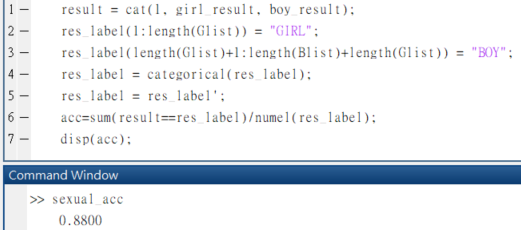 1 — result = cat(1, girl_result, boy_result);
2 — res_label(1:length(Glist)) = "GIRL";
3 — res_label(length(Glist)+1:length(Blist)+length(Glist)) = "BOY";
4 — res_label = categorical(res_label);
5 — res_label = res_label';
6 — acc=sum(result==res_label)/numel(res_label);
7 — disp(acc);
Command Window
>> sexual_acc
0.8800